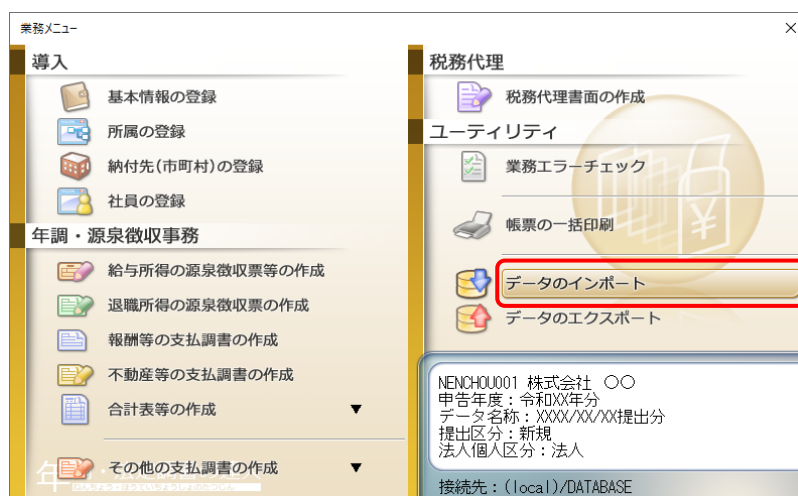 業務メニュー
導入
基本情報の登録
所属の登録
納付先(市町村)の登録
社員の登録
年調・源泉徴収事務
給与所得の源泉徴収票等の作成
退職所得の源泉徴収票の作成
報酬等の支払調書の作成
不動産等の支払調書の作成
合計表等の作成
その他の支払調書の作成
税務代理
税務代理書面の作成
ユーティリティ
業務エラーチェック
帳票の一括印刷
データのインポート
データのエクスポート
NENCHOU001 株式会社 〇〇
申告年度：令和XX年分
データ名称：XXXX/XX/XX提出分
提出区分：新規
法人個人区分：法人
接続先：(local)/DATABASE